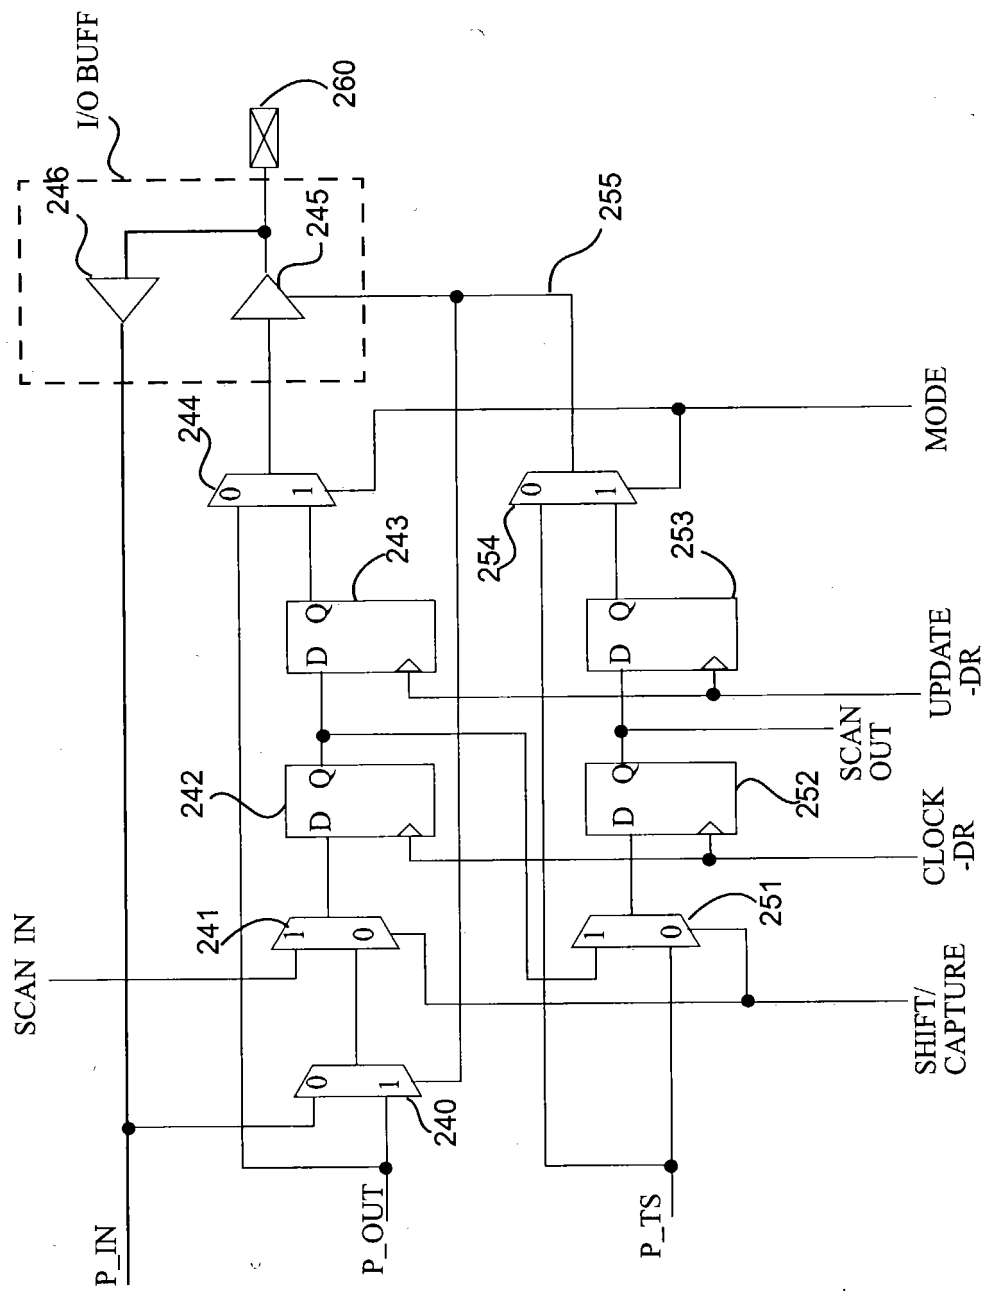 I/O BUFF
246
260
245
255
244
254
243
253
242
252
241
251
240
0
1
0
1
D Q
D Q
D Q
D Q
1
0
1
0
0
1
SCAN IN
P_IN
P_OUT
P_TS
MODE
UPDATE
-DR
SCAN
OUT
CLOCK
-DR
SHIFT/
CAPTURE